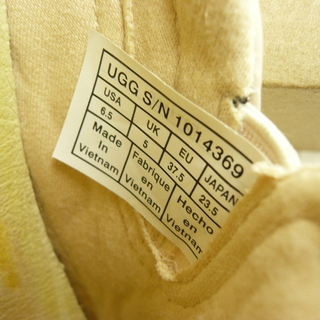 UGG S/N 1014369
USA UK EU JAPAN
6.5 5 37.5 23.5
Made In Vietnam
Fabrique en Vietnam
Hecho en Vietnam